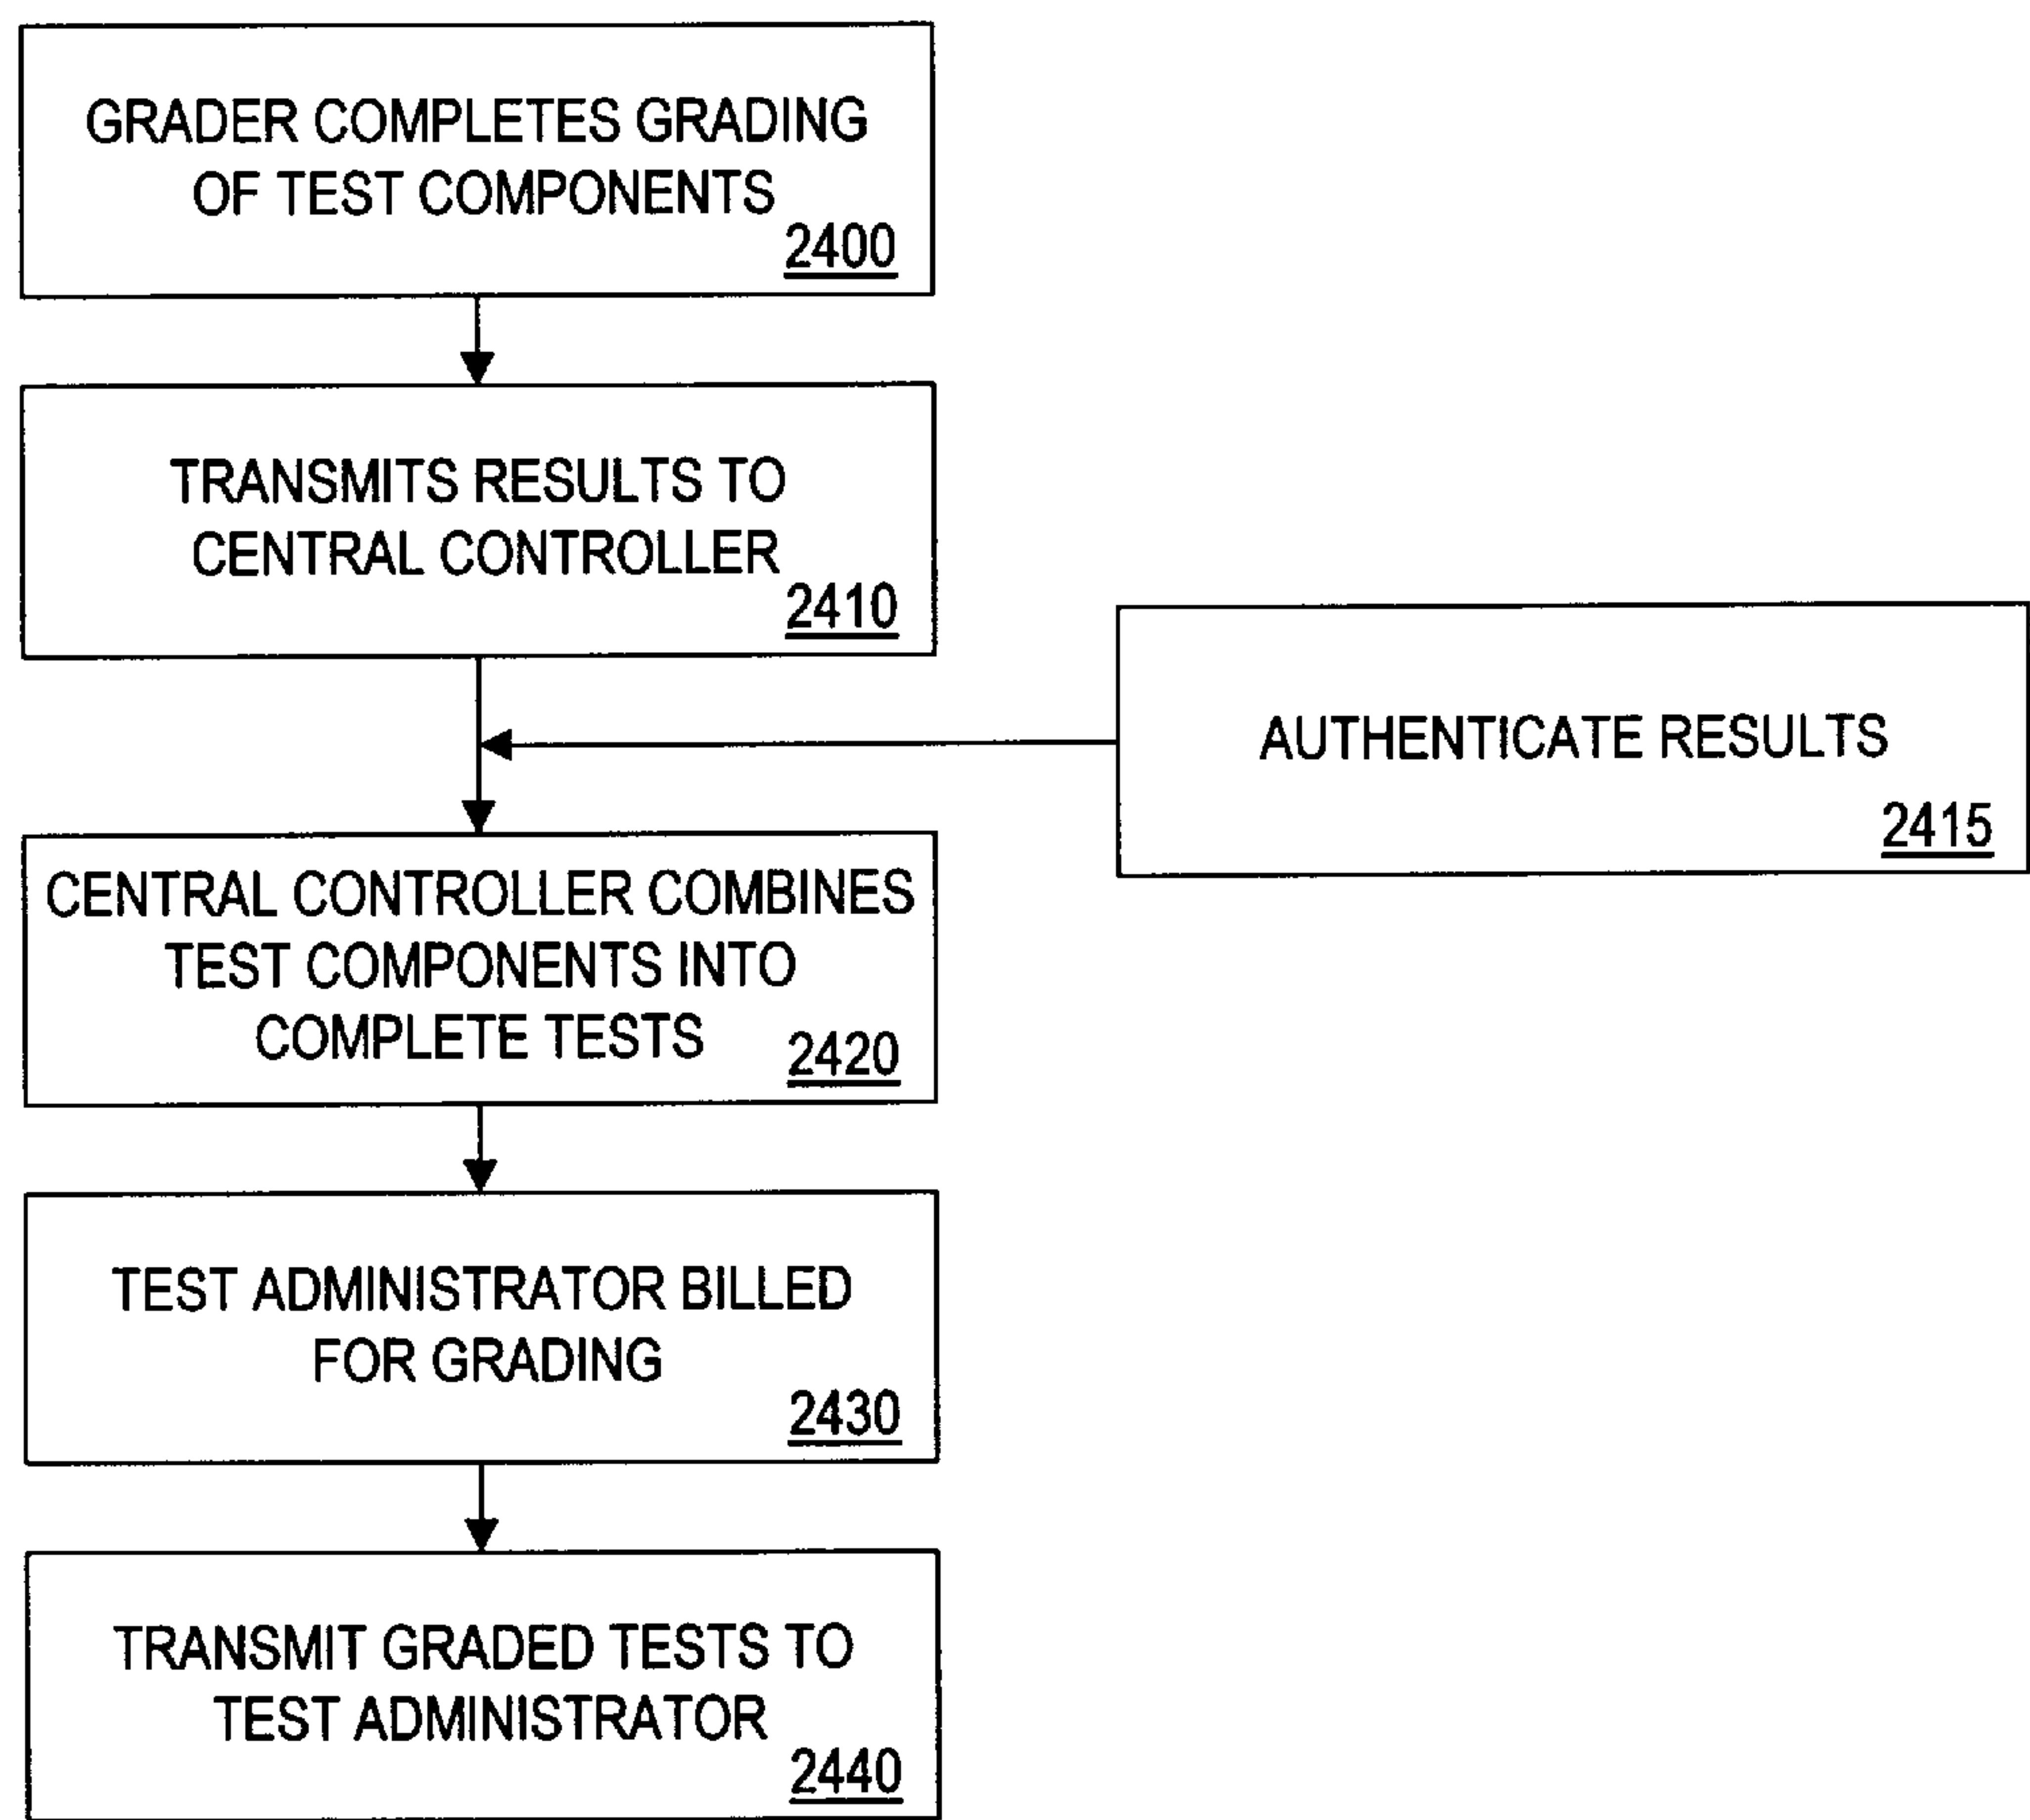 GRADER COMPLETES GRADING
OF TEST COMPONENTS
2400
TRANSMITS RESULTS TO
CENTRAL CONTROLLER
2410
AUTHENTICATE RESULTS
2415
CENTRAL CONTROLLER COMBINES
TEST COMPONENTS INTO
COMPLETE TESTS
2420
TEST ADMINISTRATOR BILLED
FOR GRADING
2430
TRANSMIT GRADED TESTS TO
TEST ADMINISTRATOR
2440